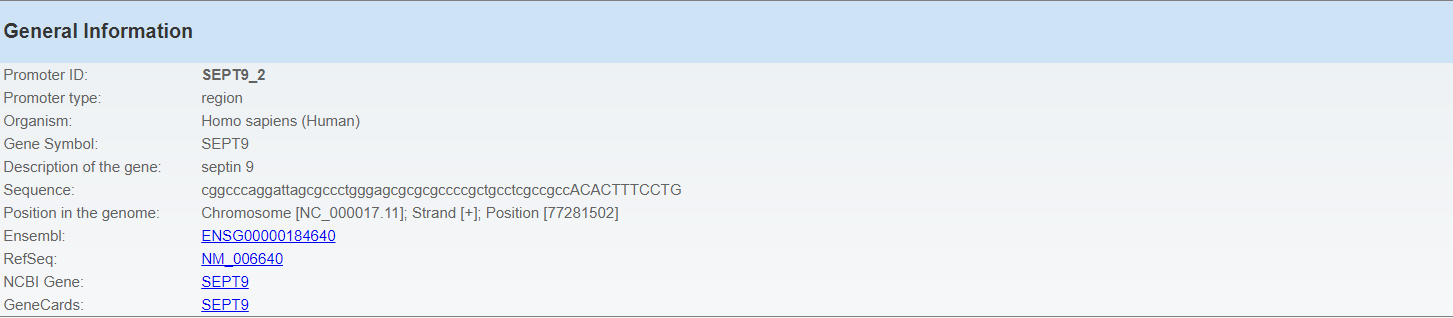 General Information
Promoter ID: SEPT9_2
Promoter type: region
Organism: Homo sapiens (Human)
Gene Symbol: SEPT9
Description of the gene: septin 9
Sequence: cggcccaggattagcgccctgggagcgcgcgccccgctgcctcgccgccACACTTTCCTG
Position in the genome: Chromosome [NC_000017.11]; Strand [+]; Position [77281502]
Ensembl: ENSG00000184640
RefSeq: NM_006640
NCBI Gene: SEPT9
GeneCards: SEPT9